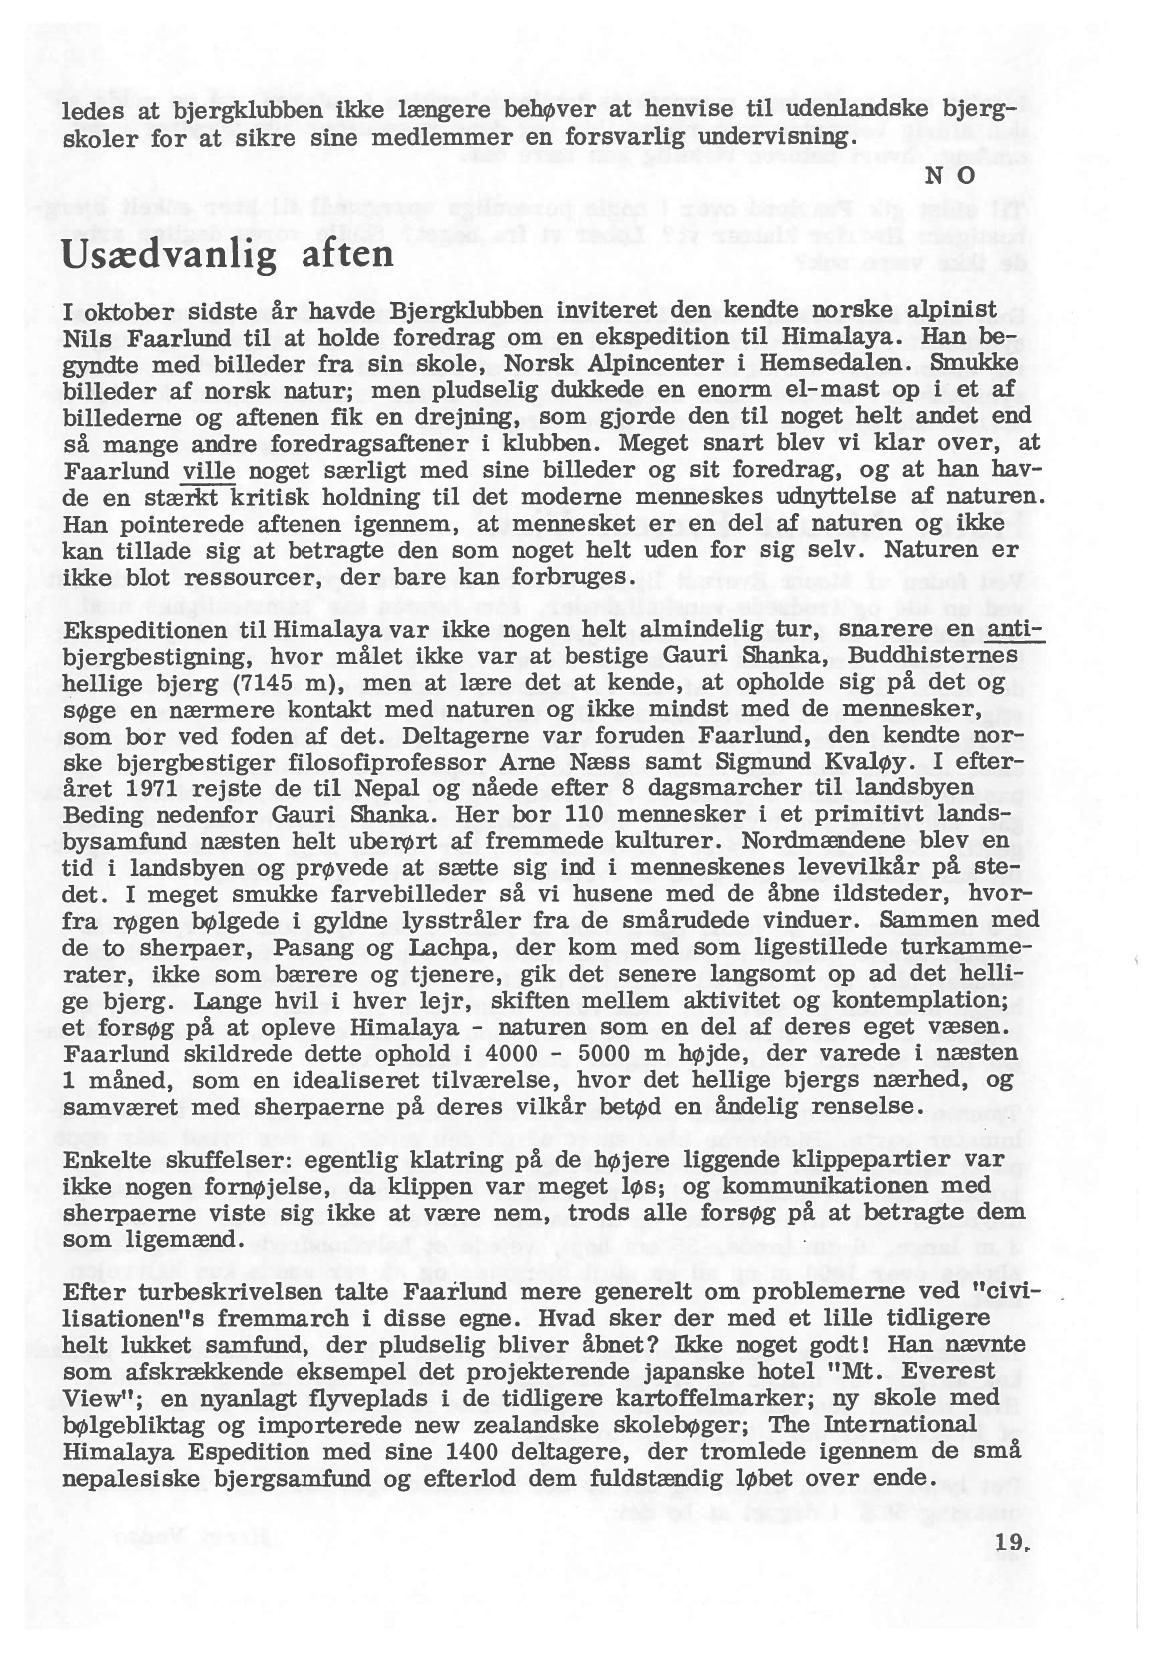 ledes at bjergklubben ikke længere behøver at henvise til udenlandske bjerg-
skoler for at sikre sine medlemmer en forsvarlig undervisning.
N O
Usædvanlig aften
I oktober sidste år havde Bjergklubben inviteret den kendte norske alpinist
Nils Faarlund til at holde foredrag om en ekspedition til Himalaya. Han be-
gyndte med billeder fra sin skole, Norsk Alpincenter i Hemsedalen. Smukke
billeder af norsk natur; men pludselig dukkede en enorm el-mast op i et af
billederne og aftenen fik en drejning, som gjorde den til noget helt andet end
så mange andre foredragsaftener i klubben. Meget snart blev vi klar over, at
Faarlund ville noget særligt med sine billeder og sit foredrag, og at han hav-
de en stærkt kritisk holdning til det moderne menneskes udnyttelse af naturen.
Han pointerede aftenen igennem, at mennesket er en del af naturen og ikke
kan tillade sig at betragte den som noget helt uden for sig selv. Naturen er
ikke blot ressourcer, der bare kan forbruges.
Ekspeditionen til Himalaya var ikke nogen helt almindelig tur, snarere en anti-
bjergbestigning, hvor målet ikke var at bestige Gauri Shanka, Buddhisternes
hellige bjerg (7145 m), men at lære det at kende, at opholde sig på det og
søge en nærmere kontakt med naturen og ikke mindst med de mennesker,
som bor ved foden af det. Deltagerne var foruden Faarlund, den kendte nor-
ske bjergbestiger filosofiprofessor Arne Næss samt Sigmund Kvaløy. I efter-
året 1971 rejste de til Nepal og nåede efter 8 dagsmarcher til landsbyen
Beding nedenfor Gauri Shanka. Her bor 110 mennesker i et primitivt lands-
bysamfund næsten helt uberørt af fremmede kulturer. Nordmændene blev en
tid i landsbyen og prøvede at sætte sig ind i menneskenes levevilkår på ste-
det. I meget smukke farvebilleder så vi husene med de åbne ildsteder, hvor-
fra røgen bølgede i gyldne lysstråler fra de smårudede vinduer. Sammen med
de to sherpaer, Pasang og Lachpa, der kom med som ligestillede turkamme-
rater, ikke som bærere og tjenere, gik det senere langsomt op ad det helli-
ge bjerg. Lange hvil i hver lejr, skiften mellem aktivitet og kontemplation;
et forsøg på at opleve Himalaya - naturen som en del af deres eget væsen.
Faarlund skildrede dette ophold i 4000 - 5000 m højde, der varede i næsten
1 måned, som en idealiseret tilværelse, hvor det hellige bjergs nærhed, og
samværet med sherpaerne på deres vilkår betød en åndelig renselse.
Enkelte skuffelser: egentlig klatring på de højere liggende klippepartier var
ikke nogen fornøjelse, da klippen var meget løs; og kommunikationen med
sherpaerne viste sig ikke at være nem, trods alle forsøg på at betragte dem
som ligemænd.
Efter turbeskrivelsen talte Faarlund mere generelt om problemerne ved "civi-
lisationen"s fremmarch i disse egne. Hvad sker der med et lille tidligere
helt lukket samfund, der pludselig bliver åbnet? Ikke noget godt! Han nævnte
som afskrækkende eksempel det projekterende japanske hotel "Mt. Everest
View"; en nyanlagt flyveplads i de tidligere kartoffelmarker; ny skole med
bølgebliktag og importerede new zealandske skolebøger; The International
Himalaya Espedition med sine 1400 deltagere, der tromlede igennem de små
nepalesiske bjergsamfund og efterlod dem fuldstændig løbet over ende.
19.